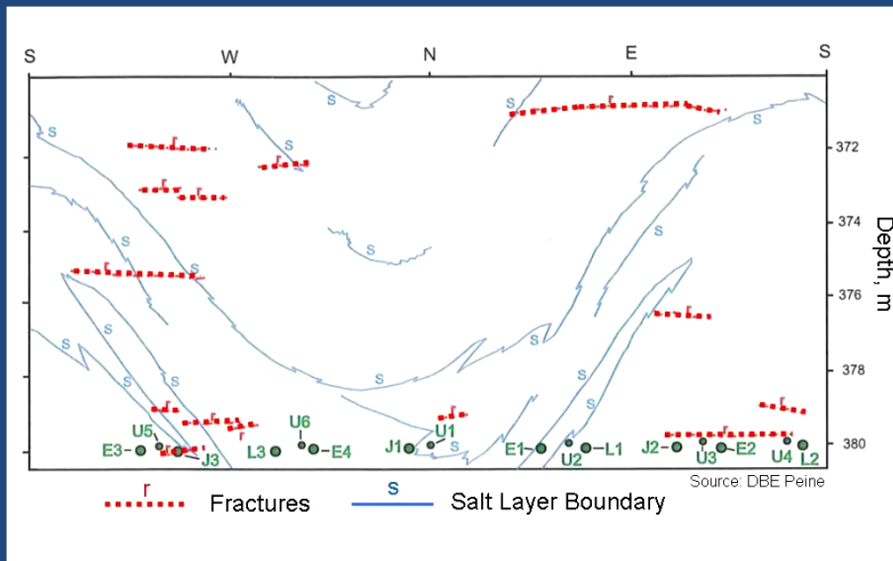 S W N E S
s s s
r
s s
r
r
372
r r
s s s
374
Depth, m
r s
376
s r
s s
378
s s s s
r r r
U5 U6 U1
r r
380
E3 J3 L3 E4 J1 E1 U2 L1 J2 U3 E2 U4 L2
r s
Source: DBE Peine
r s
Fractures Salt Layer Boundary